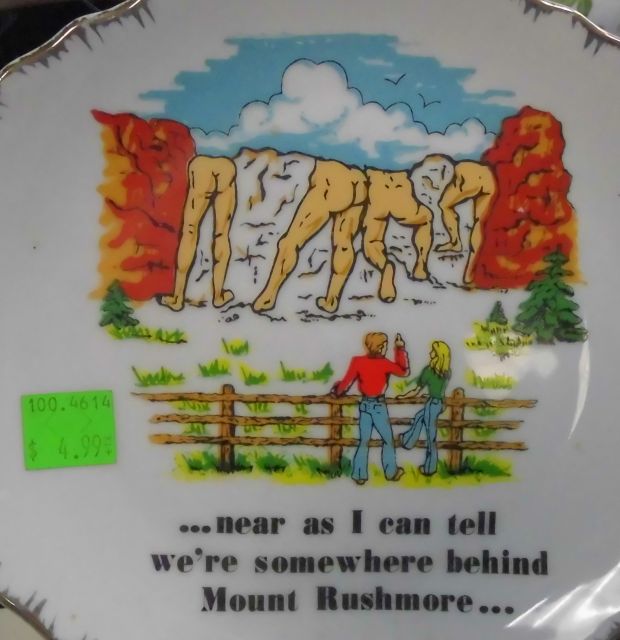 100.4614
$ 4.99
...near as I can tell
we're somewhere behind
Mount Rushmore...